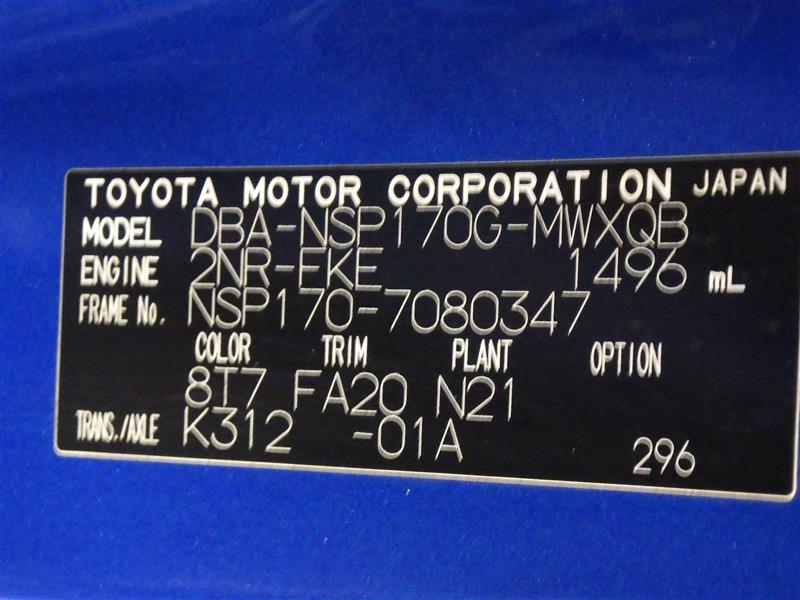 TOYOTA MOTOR CORPORATION JAPAN
MODEL DBA-NSP170G-MWXQB
ENGINE 2NR-FKE 1496 mL
FRAME No. NSP170-7080347
COLOR TRIM PLANT OPTION
8T7 FA20 N21
TRANS./AXLE K312 -01A 296